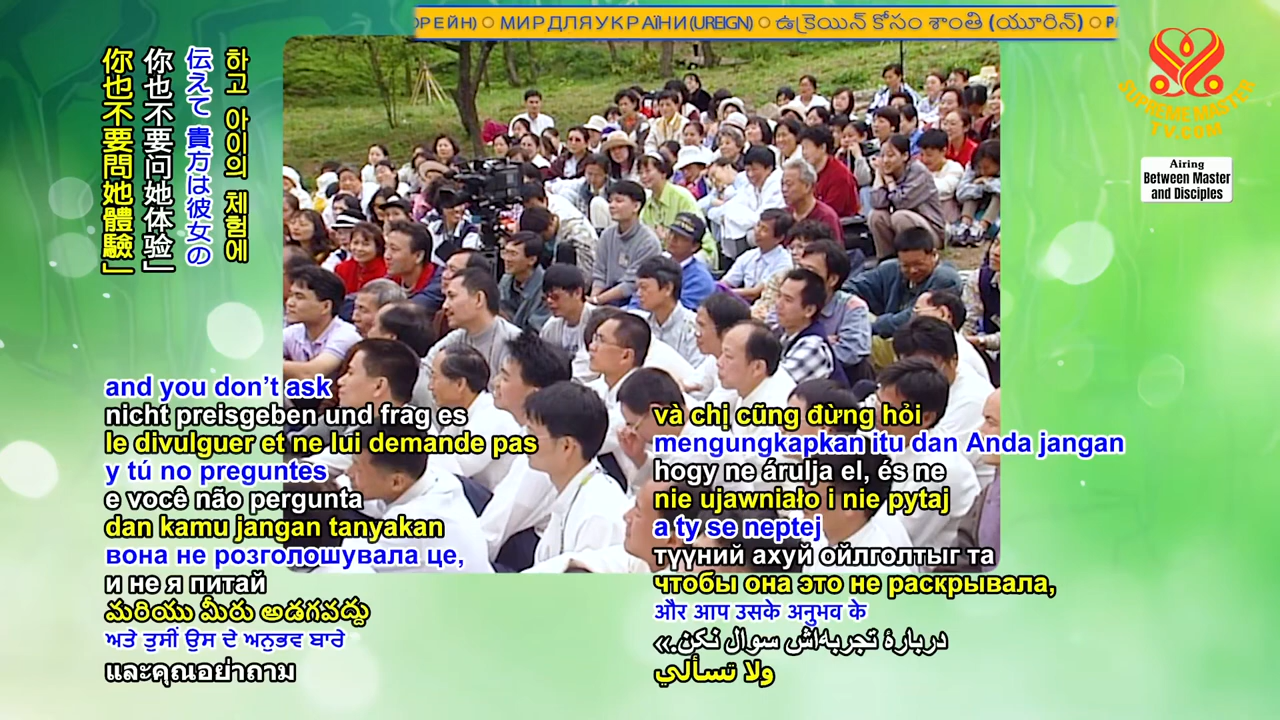 ОРЕЙН) ○ МИР ДЛЯ УКРАЇНИ (UREIGN) ○ ఉక్రెయిన్ కోసం శాంతి (యూరిన్) ○
SUPREMEMASTER
TV.COM
Airing
Between Master
and Disciples
하고 아이의 체험에
伝えて 貴方は彼女の
你也不要问她体验」
你也不要問她體驗」
and you don't ask
nicht preisgeben und frag es
le divulguer et ne lui demande pas
y tú no preguntes
e você não pergunta
dan kamu jangan tanyakan
вона не розголошувала це,
и не я питай
మరియు మీరు అడగవద్దు
ਅਤੇ ਤੁਸੀਂ ਉਸ ਦੇ ਅਨੁਭਵ ਬਾਰੇ
และคุณอย่าถาม
và chị cũng đừng hỏi
mengungkapkan itu dan Anda jangan
hogy ne árulja el, és ne
nie ujawniało i nie pytaj
a ty se neptej
түүний ахуй ойлголтыг та
чтобы она это не раскрывала,
और आप उसके अनुभव के
دربارهٔ تجربه‌اش سوال نکن.»
ولا تسألي